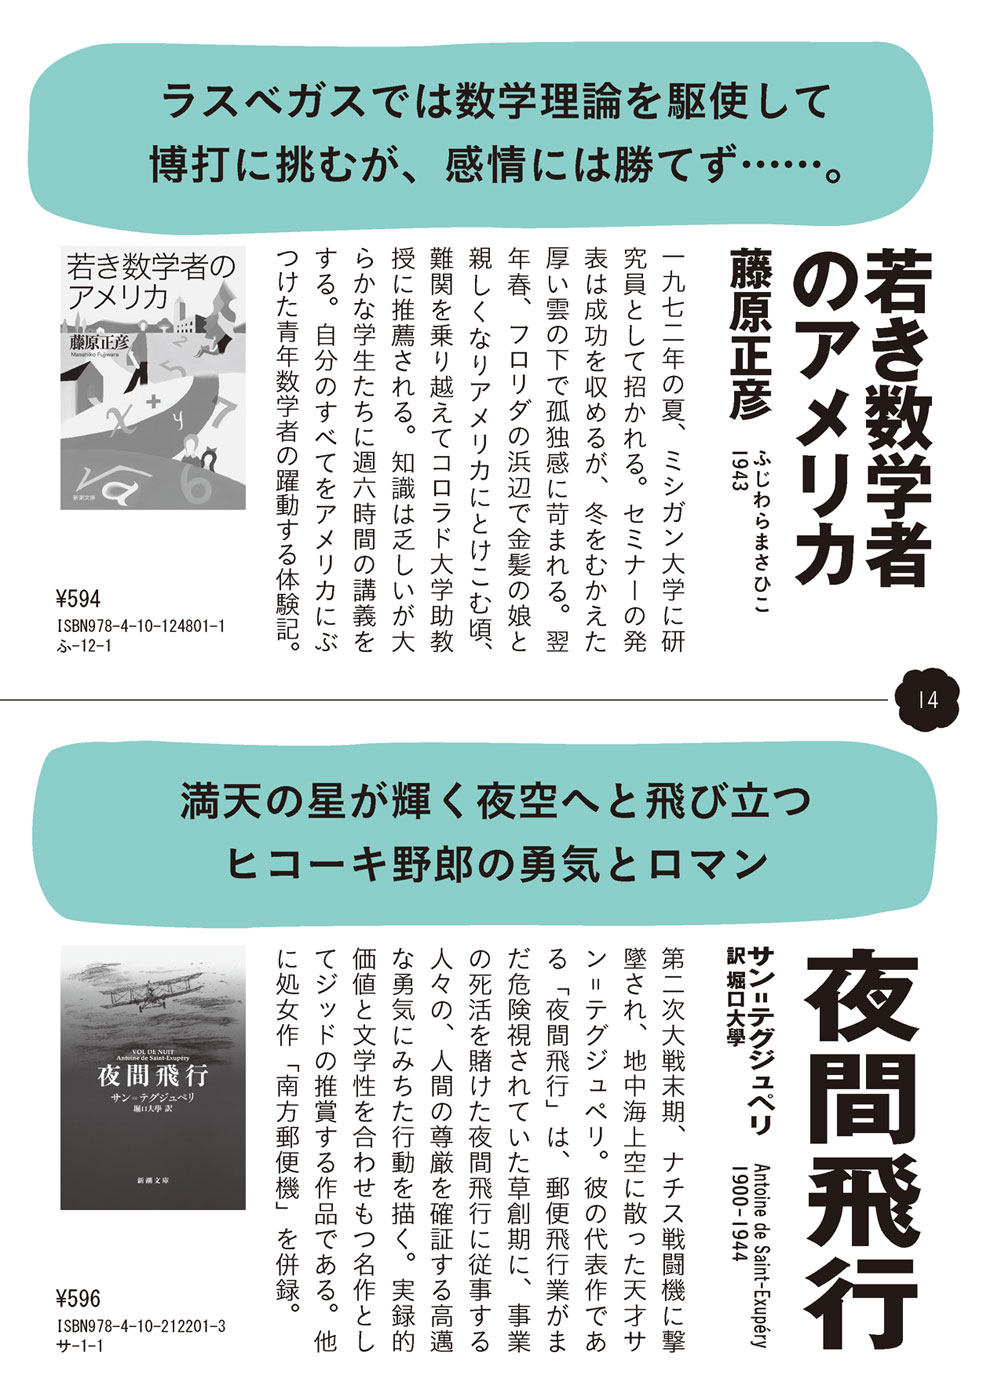 ラスベガスでは数学理論を駆使して
博打に挑むが、感情には勝てず……。
若き数学者
のアメリカ
藤原正彦
ふじわらまさひこ
1943
一九七二年の夏、ミシガン大学に研
究員として招かれる。セミナーの発
表は成功を収めるが、冬をむかえた
厚い雲の下で孤独感に苛まれる。翌
年春、フロリダの浜辺で金髪の娘と
親しくなりアメリカにとけこむ頃、
難関を乗り越えてコロラド大学助教
授に推薦される。知識は乏しいが大
らかな学生たちに週六時間の講義を
する。自分のすべてをアメリカにぶ
つけた青年数学者の躍動する体験記。
若き数学者の
アメリカ
藤原正彦
Masahiko Fujiwara
x
+
y
7
2
5
2
√a
6
新潮文庫
¥594
ISBN978-4-10-124801-1
ふ-12-1
14
満天の星が輝く夜空へと飛び立つ
ヒコーキ野郎の勇気とロマン
夜間飛行
サン＝テグジュペリ
訳 堀口大學
Antoine de Saint-Exupéry
1900-1944
第二次大戦末期、ナチス戦闘機に撃
墜され、地中海上空に散った天才サ
ン＝テグジュペリ。彼の代表作であ
る「夜間飛行」は、郵便飛行業がま
だ危険視されていた草創期に、事業
の死活を賭けた夜間飛行に従事する
人々の、人間の尊厳を確証する高邁
な勇気にみちた行動を描く。実録的
価値と文学性を合わせもつ名作とし
てジッドの推賞する作品である。他
に処女作「南方郵便機」を併録。
VOL DE NUIT
Antoine de Saint-Exupéry
夜間飛行
サン＝テグジュペリ
堀口大學 訳
新潮文庫
¥596
ISBN978-4-10-212201-3
サ-1-1